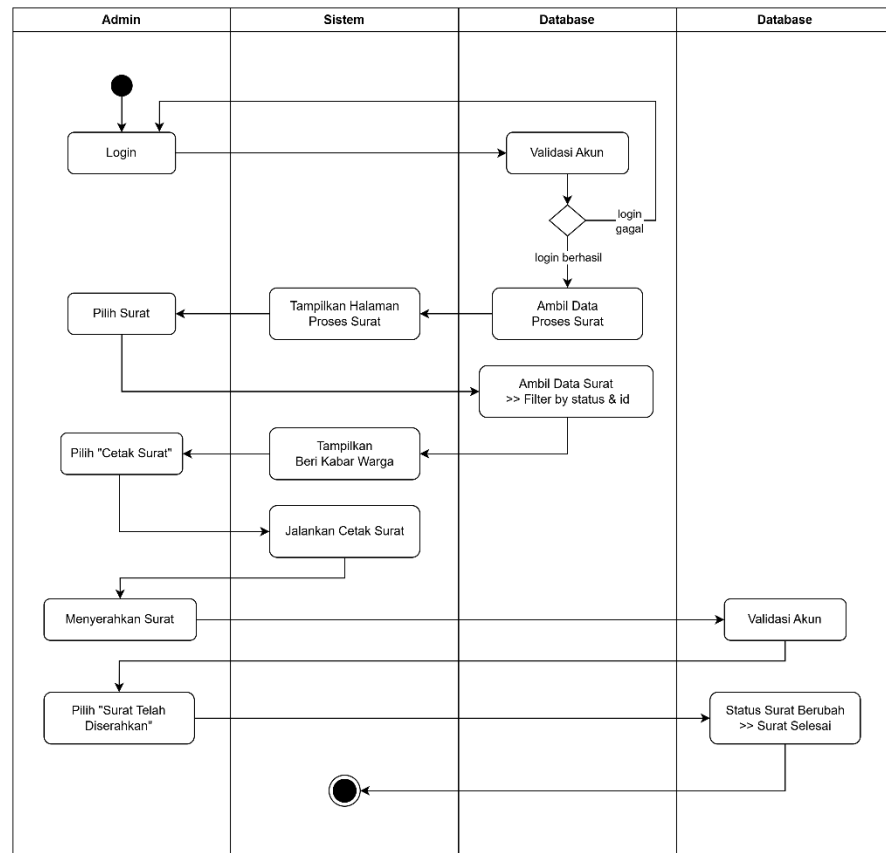 Admin
Sistem
Database
Database
Login
Validasi Akun
login
gagal
login berhasil
Pilih Surat
Tampilkan Halaman
Proses Surat
Ambil Data
Proses Surat
Ambil Data Surat
>> Filter by status & id
Pilih "Cetak Surat"
Tampilkan
Beri Kabar Warga
Jalankan Cetak Surat
Menyerahkan Surat
Validasi Akun
Pilih "Surat Telah
Diserahkan"
Status Surat Berubah
>> Surat Selesai